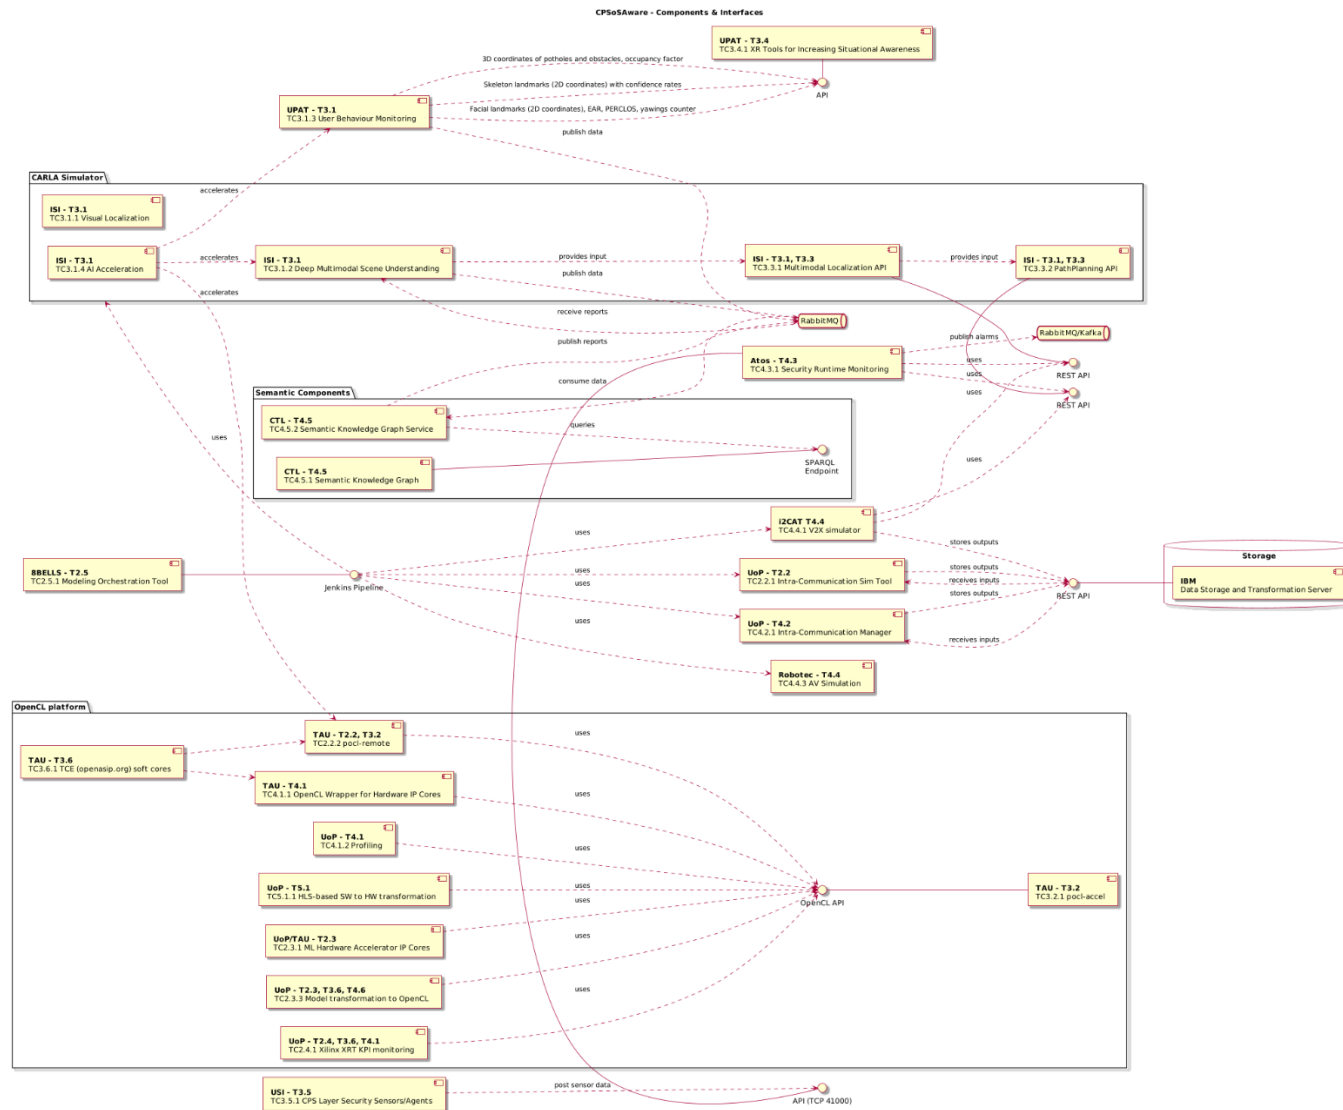 CPSoSAware - Components & Interfaces
UPAT - T3.4
TC3.4.1 XR Tools for Increasing Situational Awareness
3D coordinates of potholes and obstacles, occupancy factor
Skeleton landmarks (2D coordinates) with confidence rates
API
UPAT - T3.1
TC3.1.3 User Behaviour Monitoring
Facial landmarks (2D coordinates), EAR, PERCLOS, yawings counter
publish data
CARLA Simulator
accelerates
ISI - T3.1
TC3.1.1 Visual Localization
ISI - T3.1
TC3.1.4 AI Acceleration
accelerates
ISI - T3.1
TC3.1.2 Deep Multimodal Scene Understanding
provides input
ISI - T3.1, T3.3
TC3.3.1 Multimodal Localization API
provides input
ISI - T3.1, T3.3
TC3.3.2 PathPlanning API
publish data
accelerates
receive reports
RabbitMQ
publish reports
publish alarms
RabbitMQ/Kafka
Atos - T4.3
TC4.3.1 Security Runtime Monitoring
uses
uses
REST API
consume data
uses
REST API
Semantic Components
CTL - T4.5
TC4.5.2 Semantic Knowledge Graph Service
queries
uses
CTL - T4.5
TC4.5.1 Semantic Knowledge Graph
SPARQL
Endpoint
uses
uses
i2CAT T4.4
TC4.4.1 V2X simulator
stores outputs
8BELLS - T2.5
TC2.5.1 Modeling Orchestration Tool
Jenkins Pipeline
uses
uses
UoP - T2.2
TC2.2.1 Intra-Communication Sim Tool
stores outputs
receives inputs
stores outputs
REST API
Storage
IBM
Data Storage and Transformation Server
uses
UoP - T4.2
TC4.2.1 Intra-Communication Manager
receives inputs
Robotec - T4.4
TC4.4.3 AV Simulation
OpenCL platform
TAU - T2.2, T3.2
TC2.2.2 pocl-remote
uses
TAU - T3.6
TC3.6.1 TCE (openasip.org) soft cores
TAU - T4.1
TC4.1.1 OpenCL Wrapper for Hardware IP Cores
uses
UoP - T4.1
TC4.1.2 Profiling
uses
UoP - T5.1
TC5.1.1 HLS-based SW to HW transformation
uses
uses
OpenCL API
TAU - T3.2
TC3.2.1 pocl-accel
UoP/TAU - T2.3
TC2.3.1 ML Hardware Accelerator IP Cores
uses
UoP - T2.3, T3.6, T4.6
TC2.3.3 Model transformation to OpenCL
uses
UoP - T2.4, T3.6, T4.1
TC2.4.1 Xilinx XRT KPI monitoring
USI - T3.5
TC3.5.1 CPS Layer Security Sensors/Agents
post sensor data
API (TCP 41000)